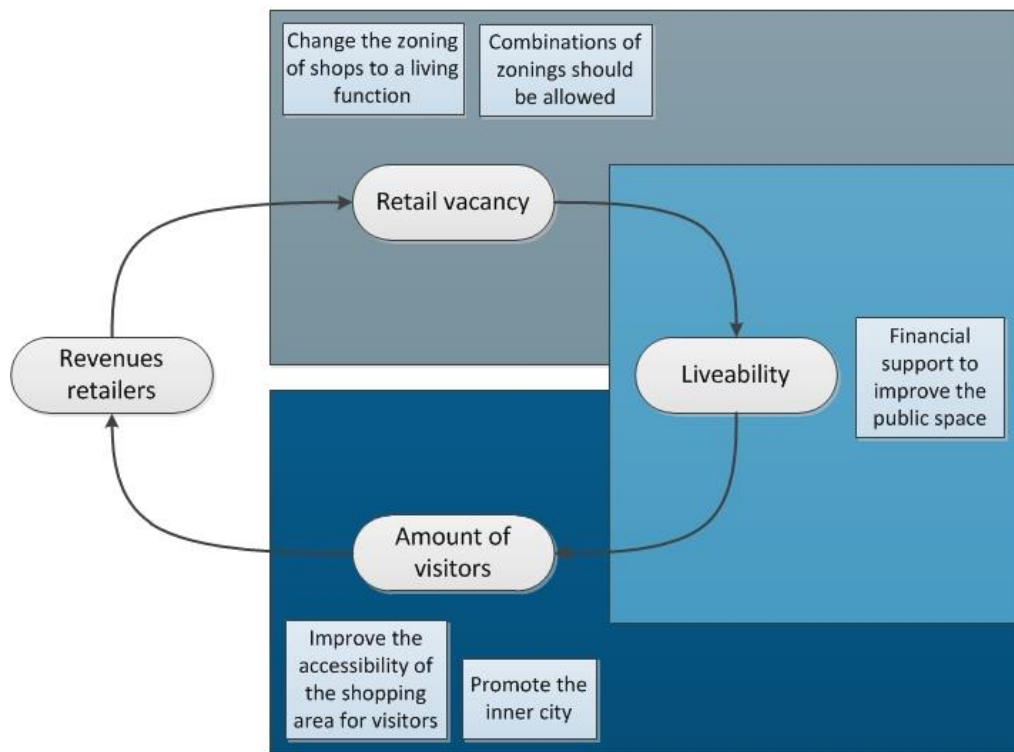 Change the zoning
of shops to a living
function
Combinations of
zonings should
be allowed
Retail vacancy
Revenues
retailers
Liveability
Financial
support to
improve the
public space
Amount of
visitors
Improve the
accessibility of
the shopping
area for visitors
Promote the
inner city